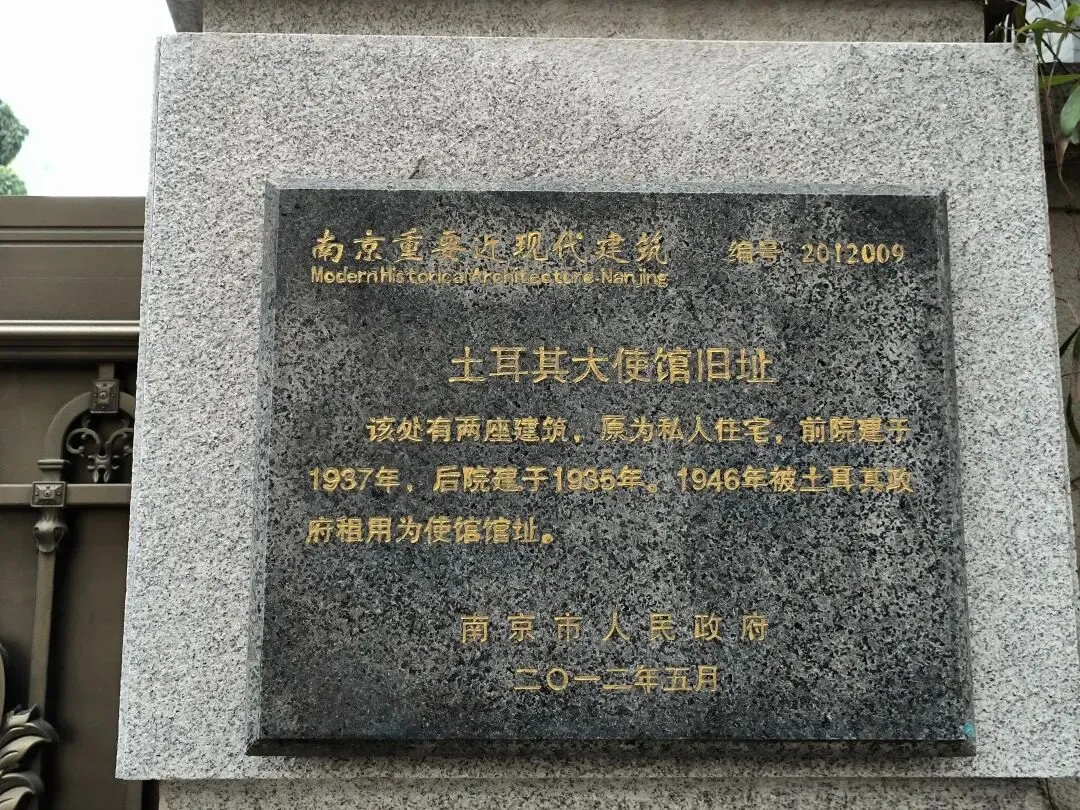 南京重要近现代建筑 编号 2012009
Modern Historical Architecture·Nanjing
土耳其大使馆旧址
该处有两座建筑，原为私人住宅，前院建于
1937年，后院建于1935年。1946年被土耳其政
府租用为使馆馆址。
南京市人民政府
二〇一二年五月